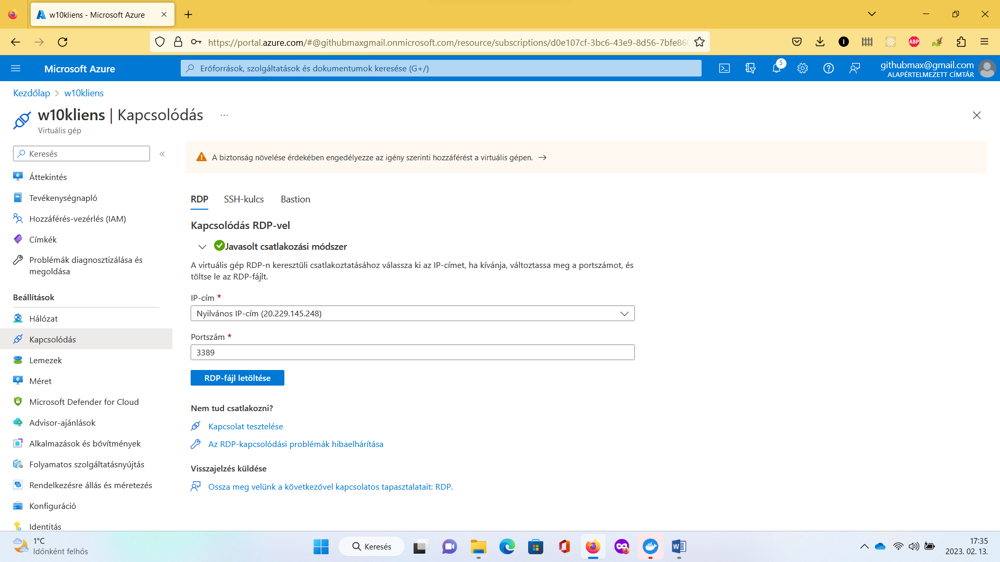 w10kliens - Microsoft Azure
https://portal.azure.com/#@githubmaxgmail.onmicrosoft.com/resource/subscriptions/d0e107cf-3bc6-43e9-8d56-7bfe860
ABP
Microsoft Azure
Erőforrások, szolgáltatások és dokumentumok keresése (G+/)
5
githubmax@gmail.com
ALAPÉRTELMEZETT CÍMTÁR
Kezdőlap > w10kliens
w10kliens | Kapcsolódás
...
Virtuális gép
Keresés
«
Áttekintés
Tevékenységnapló
Hozzáférés-vezérlés (IAM)
Címkék
Problémák diagnosztizálása és
megoldása
Beállítások
Hálózat
Kapcsolódás
Lemezek
Méret
Microsoft Defender for Cloud
Advisor-ajánlások
Alkalmazások és bővítmények
Folyamatos szolgáltatásnyújtás
Rendelkezésre állás és méretezés
Konfiguráció
Identitás
A biztonság növelése érdekében engedélyezze az igény szerinti hozzáférést a virtuális gépen. →
RDP SSH-kulcs Bastion
Kapcsolódás RDP-vel
Javasolt csatlakozási módszer
A virtuális gép RDP-n keresztüli csatlakoztatásához válassza ki az IP-címet, ha kívánja, változtassa meg a portszámot, és
töltse le az RDP-fájlt.
IP-cím *
Nyilvános IP-cím (20.229.145.248)
Portszám *
3389
RDP-fájl letöltése
Nem tud csatlakozni?
Kapcsolat tesztelése
Az RDP-kapcsolódási problémák hibaelhárítása
Visszajelzés küldése
Ossza meg velünk a következővel kapcsolatos tapasztalatait: RDP.
1°C
Időnként felhős
Keresés
17:35
2023. 02. 13.